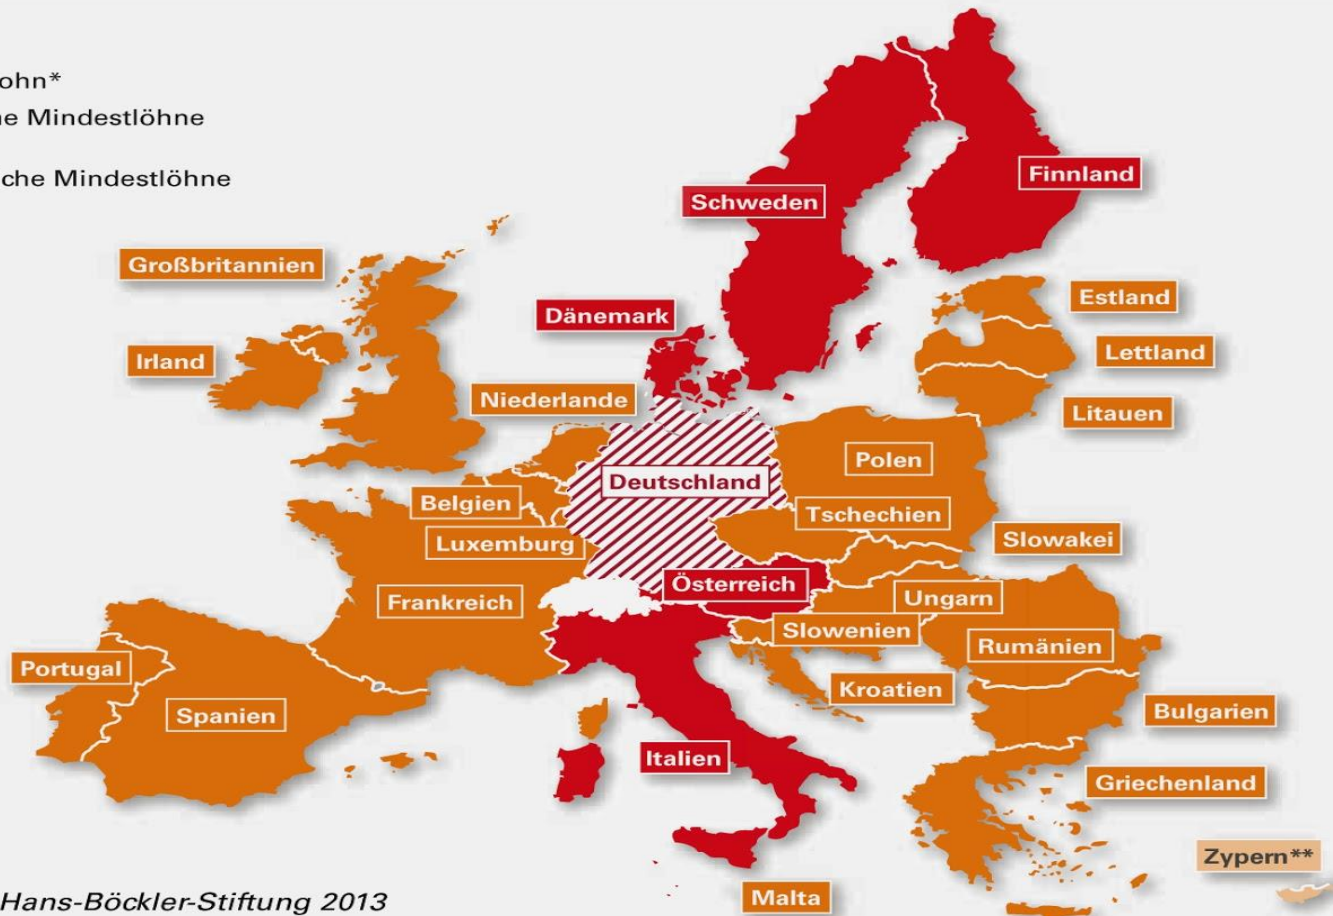 ohn*
ne Mindestlöhne
che Mindestlöhne
Finnland
Schweden
Großbritannien
Estland
Dänemark
Lettland
Irland
Niederlande
Litauen
Polen
Deutschland
Belgien
Tschechien
Slowakei
Luxemburg
Österreich
Frankreich
Ungarn
Slowenien
Rumänien
Portugal
Kroatien
Spanien
Bulgarien
Italien
Griechenland
Zypern**
Malta
Hans-Böckler-Stiftung 2013